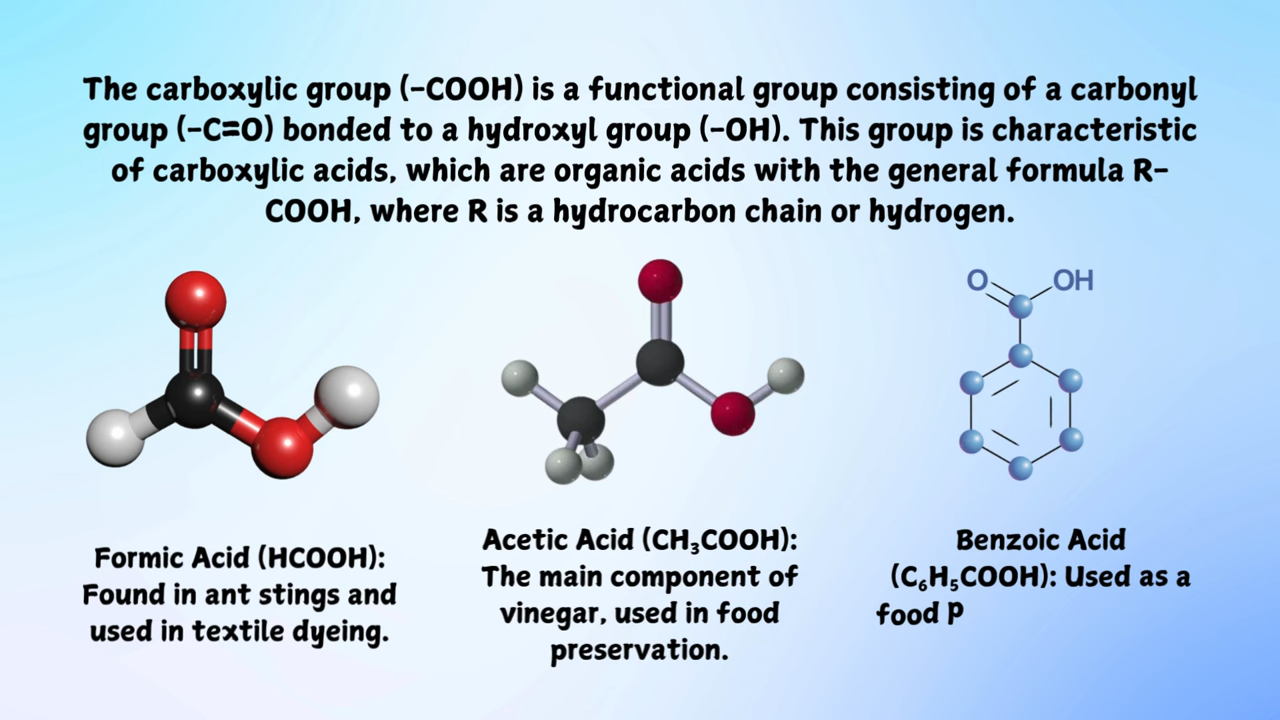 The carboxylic group (–COOH) is a functional group consisting of a carbonyl
group (–C=O) bonded to a hydroxyl group (–OH). This group is characteristic
of carboxylic acids, which are organic acids with the general formula R–
COOH, where R is a hydrocarbon chain or hydrogen.
O OH
Formic Acid (HCOOH):
Found in ant stings and
used in textile dyeing.
Acetic Acid (CH₃COOH):
The main component of
vinegar, used in food
preservation.
Benzoic Acid
(C₆H₅COOH): Used as a
food p